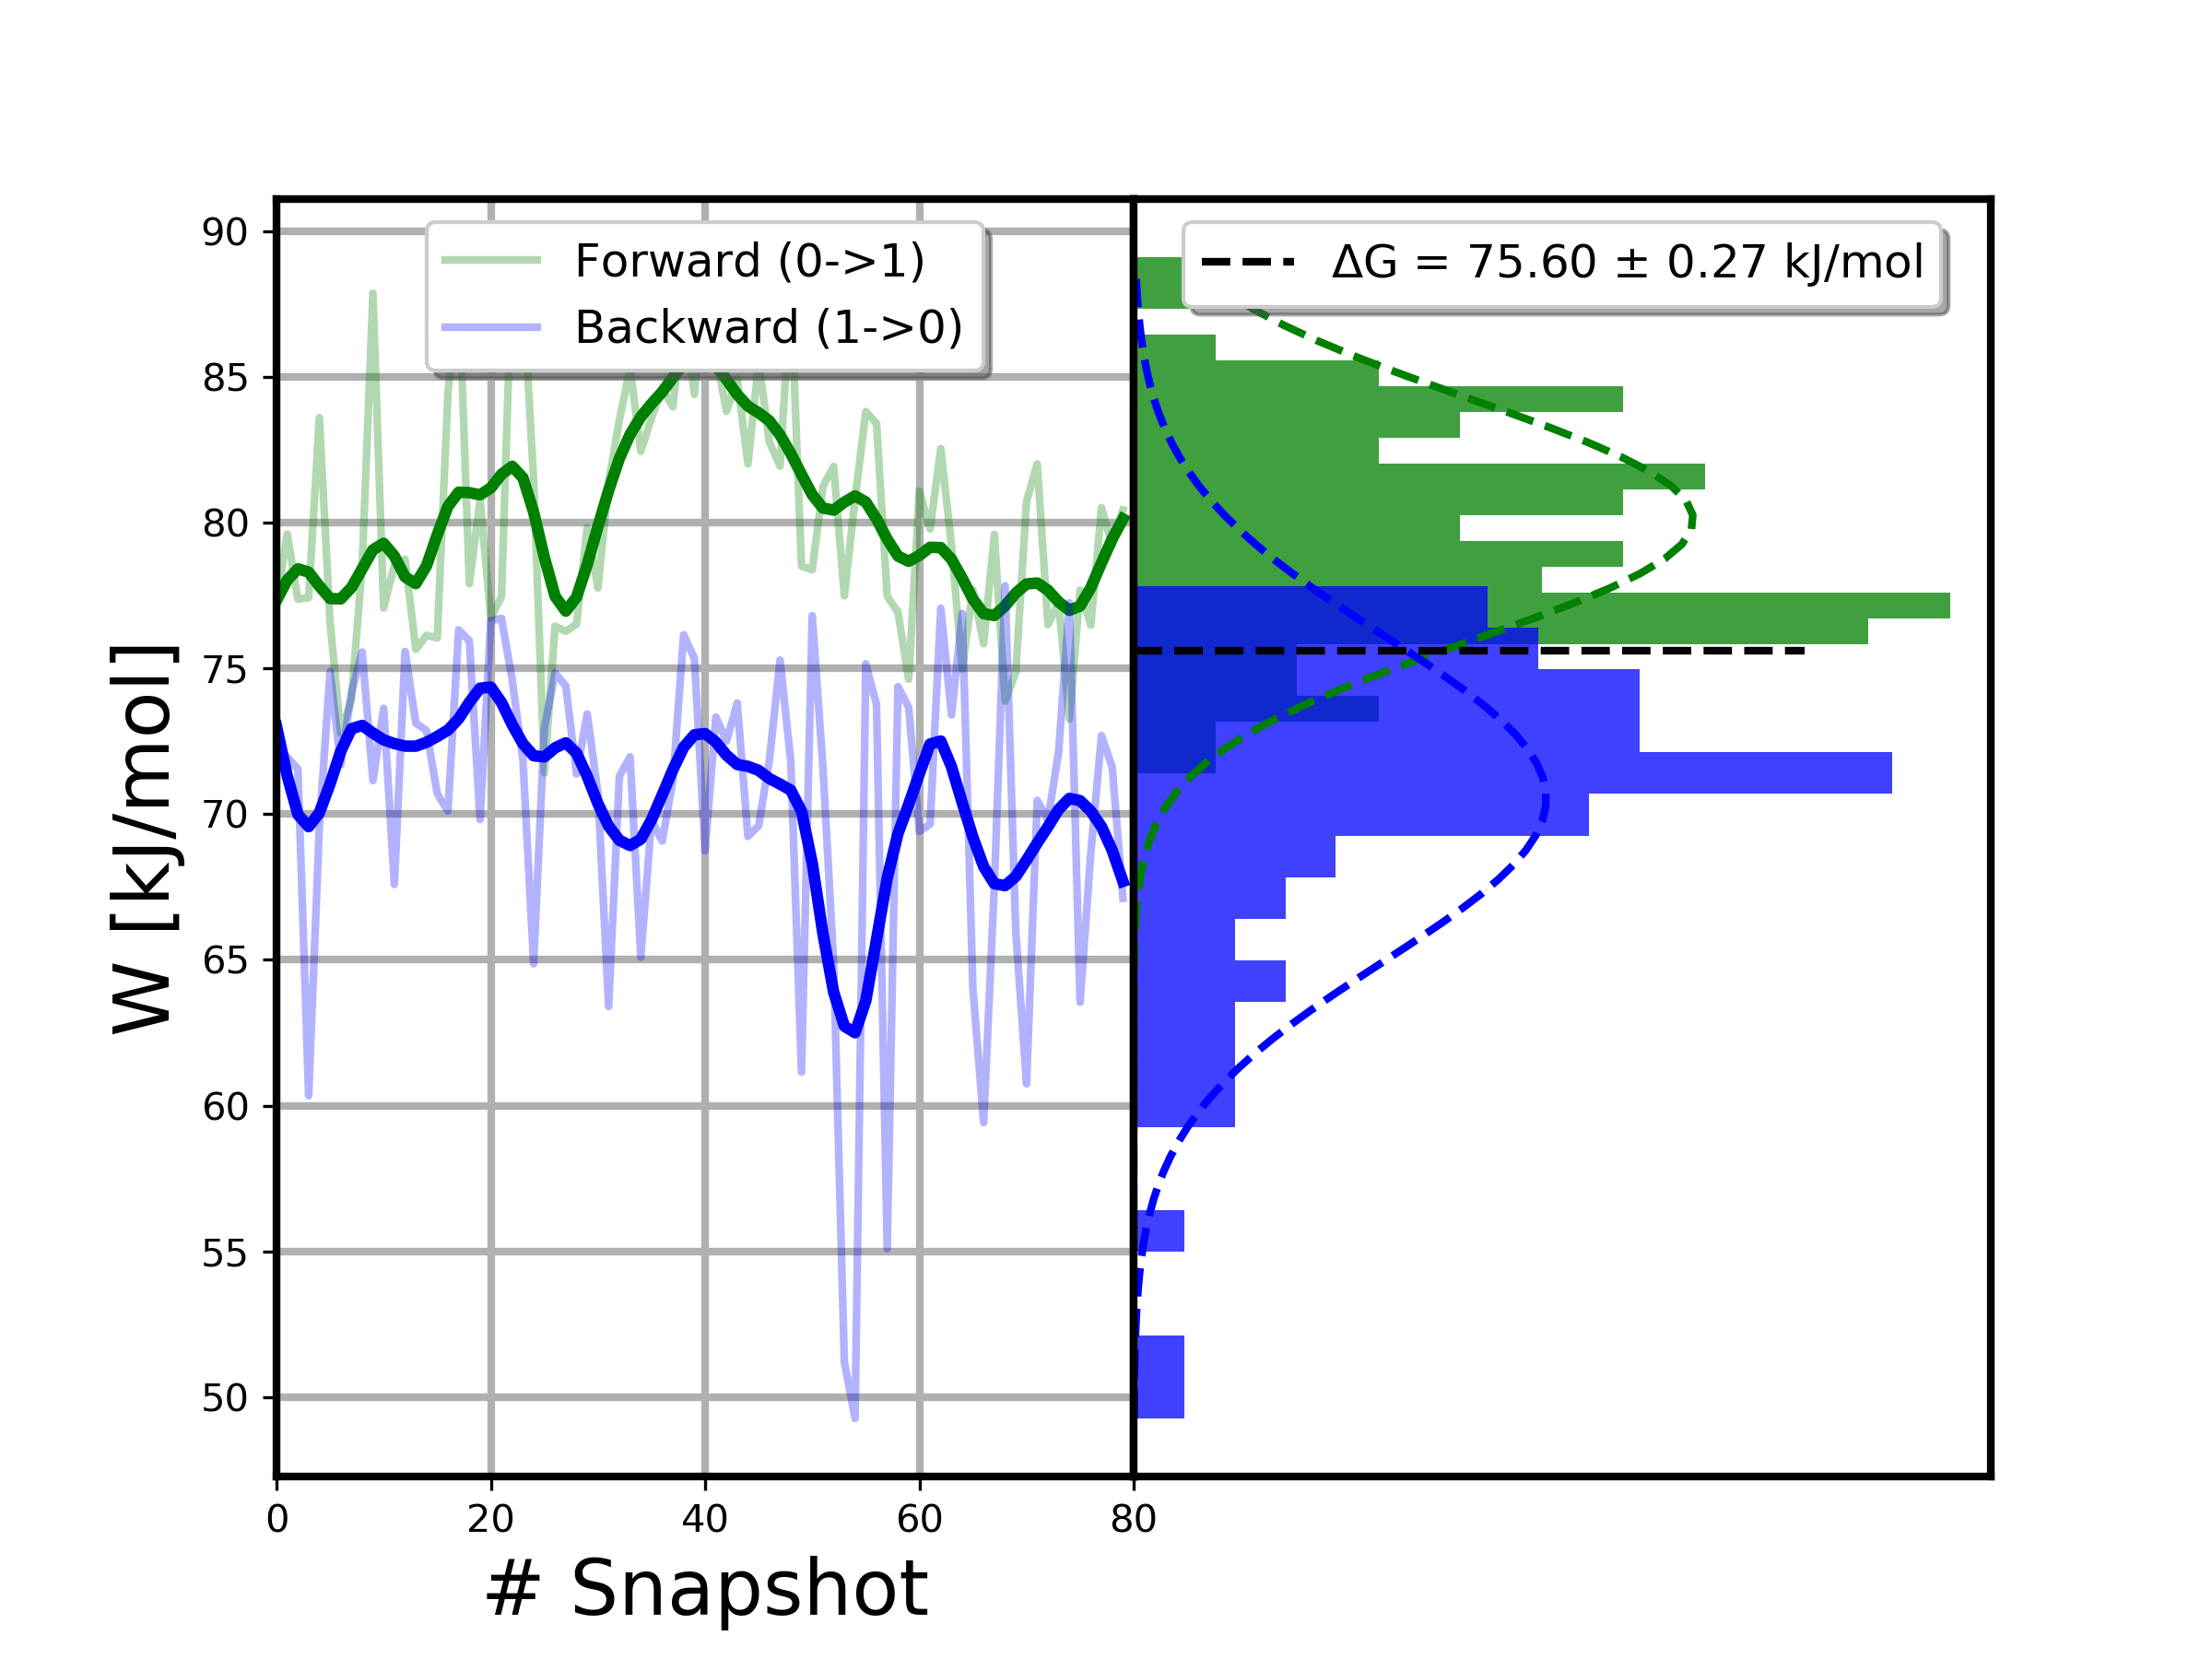 Forward (0->1)
Backward (1->0)
ΔG = 75.60 ± 0.27 kJ/mol
W [kJ/mol]
90
85
80
75
70
65
60
55
50
0 20 40 60 80
# Snapshot